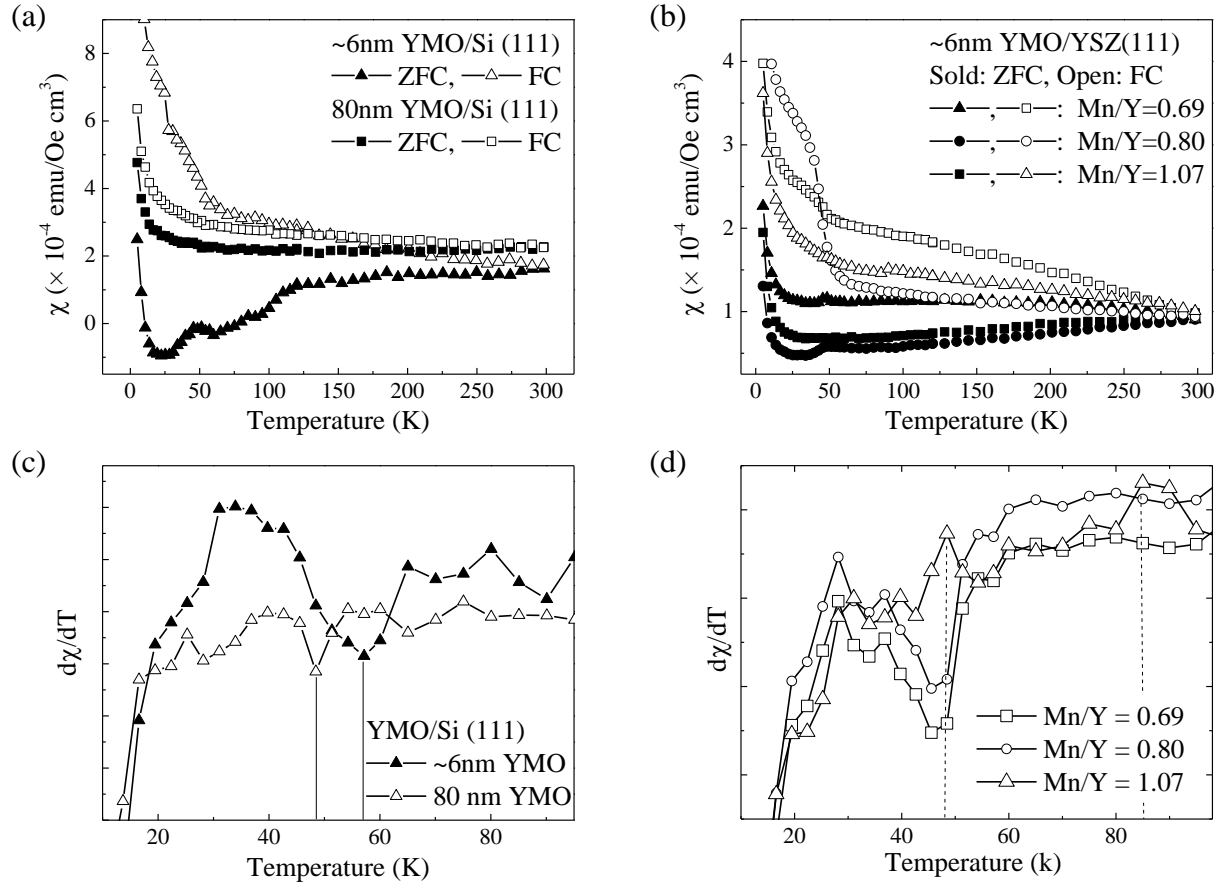 (a)
~6nm YMO/Si (111)
ZFC, FC
80nm YMO/Si (111)
ZFC, FC
8
6
4
2
0
χ (× 10⁻⁴ emu/Oe cm³)
0 50 100 150 200 250 300
Temperature (K)
(b)
~6nm YMO/YSZ(111)
Sold: ZFC, Open: FC
, : Mn/Y=0.69
, : Mn/Y=0.80
, : Mn/Y=1.07
4
3
2
1
χ (× 10⁻⁴ emu/Oe cm³)
0 50 100 150 200 250 300
Temperature (K)
(c)
dχ/dT
YMO/Si (111)
~6nm YMO
80 nm YMO
20 40 60 80
Temperature (K)
(d)
dχ/dT
Mn/Y = 0.69
Mn/Y = 0.80
Mn/Y = 1.07
20 40 60 80
Temperature (k)